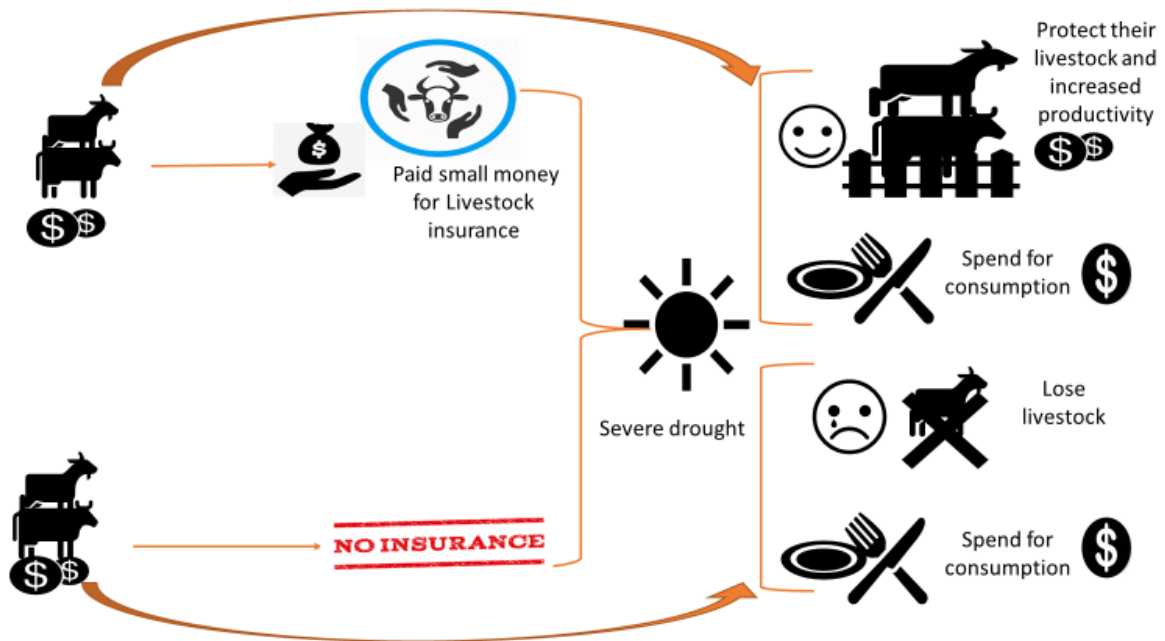 Protect their
livestock and
increased
productivity
$ $
$
Paid small money
for Livestock
insurance
$ $
Spend for
consumption
$
Severe drought
Lose
livestock
NO INSURANCE
$ $
Spend for
consumption
$